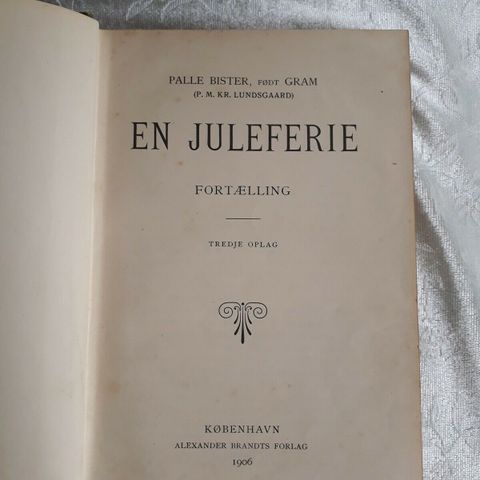 PALLE BISTER, FØDT GRAM
(P. M. KR. LUNDSGAARD)
EN JULEFERIE
FORTÆLLING
TREDJE OPLAG
KØBENHAVN
ALEXANDER BRANDTS FORLAG
1906